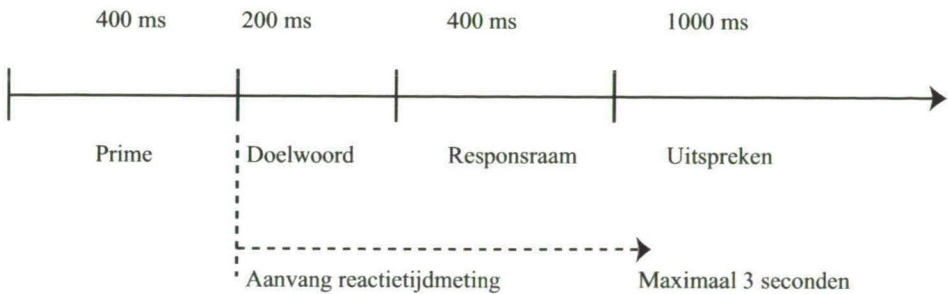 400 ms 200 ms 400 ms 1000 ms
Prime Doelwoord Responsraam Uitspreken
Aanvang reactietijdmeting Maximaal 3 seconden